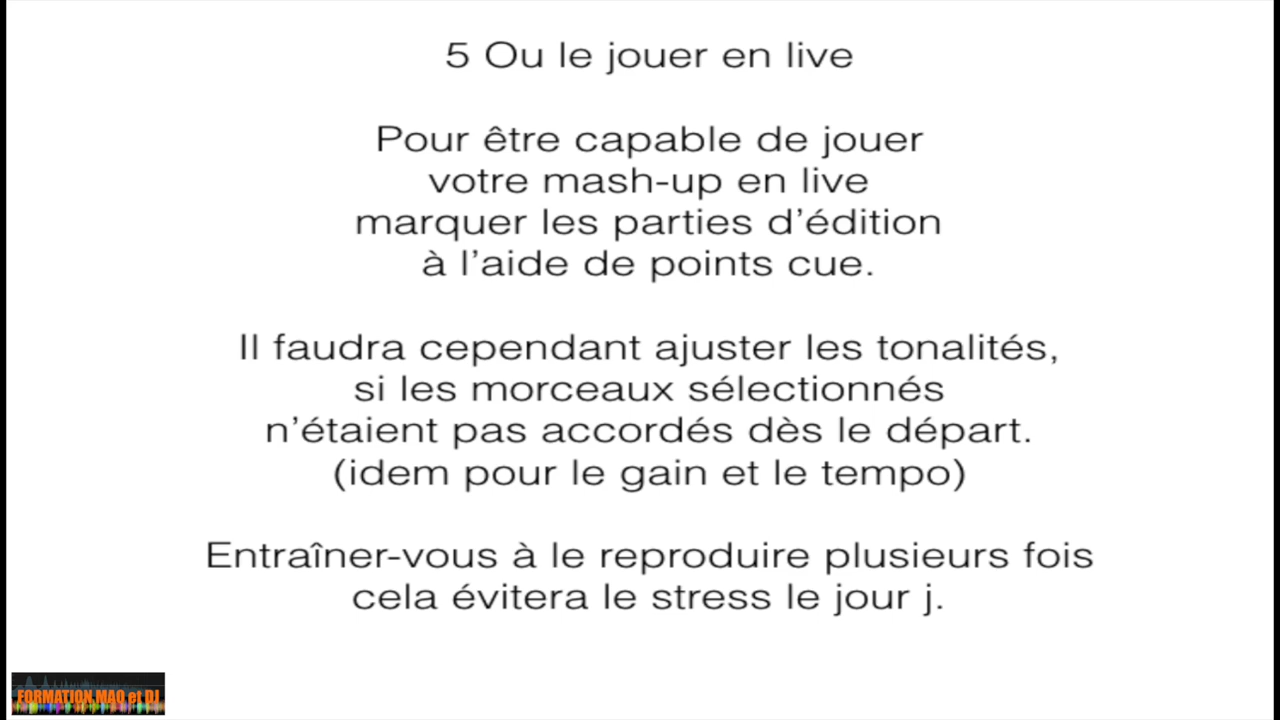 5 Ou le jouer en live
Pour être capable de jouer
votre mash-up en live
marquer les parties d'édition
à l'aide de points cue.
Il faudra cependant ajuster les tonalités,
si les morceaux sélectionnés
n'étaient pas accordés dès le départ.
(idem pour le gain et le tempo)
Entraîner-vous à le reproduire plusieurs fois
cela évitera le stress le jour j.
FORMATION MAO et DJ